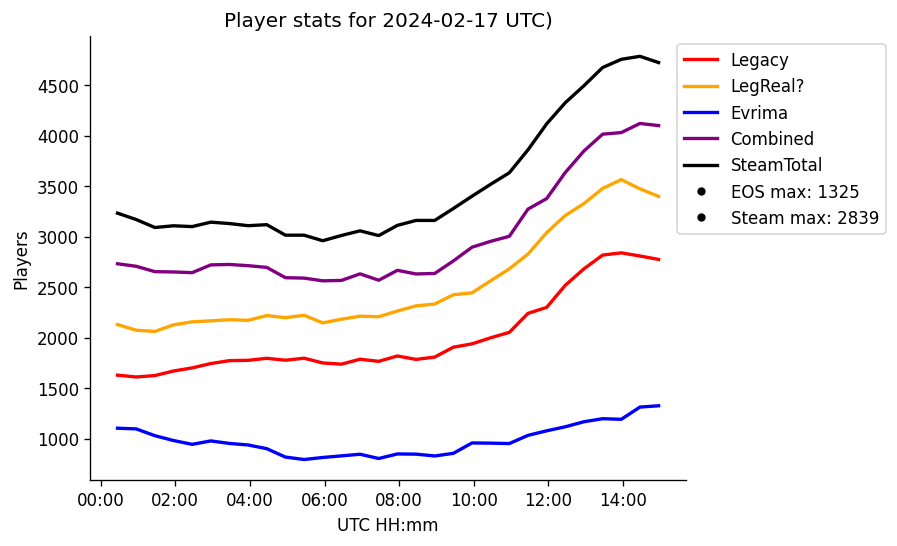 Player stats for 2024-02-17 UTC)
Players
4500
4000
3500
3000
2500
2000
1500
1000
00:00 02:00 04:00 06:00 08:00 10:00 12:00 14:00
UTC HH:mm
Legacy
LegReal?
Evrima
Combined
SteamTotal
EOS max: 1325
Steam max: 2839